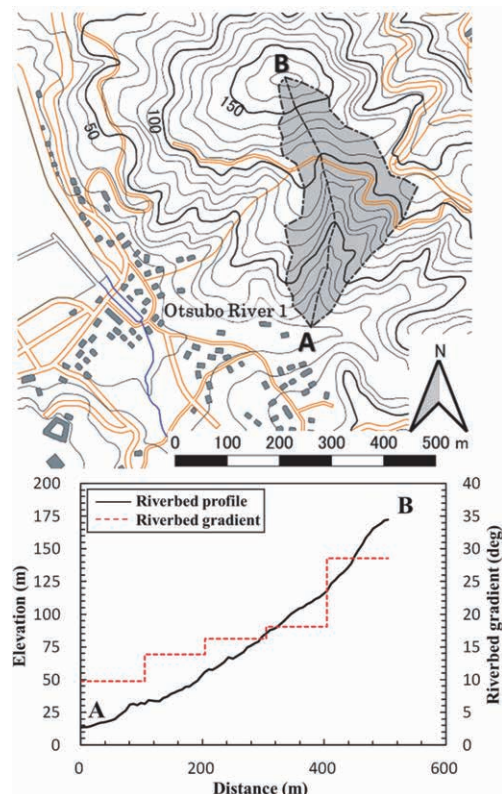 B
150
100
50
Otsubo River 1
A
N
0 100 200 300 400 500 m
200
175
150
125
100
75
50
25
0
Elevation (m)
Riverbed profile
Riverbed gradient
A
B
40
35
30
25
20
15
10
5
0
Riverbed gradient (deg)
0 200 400 600
Distance (m)